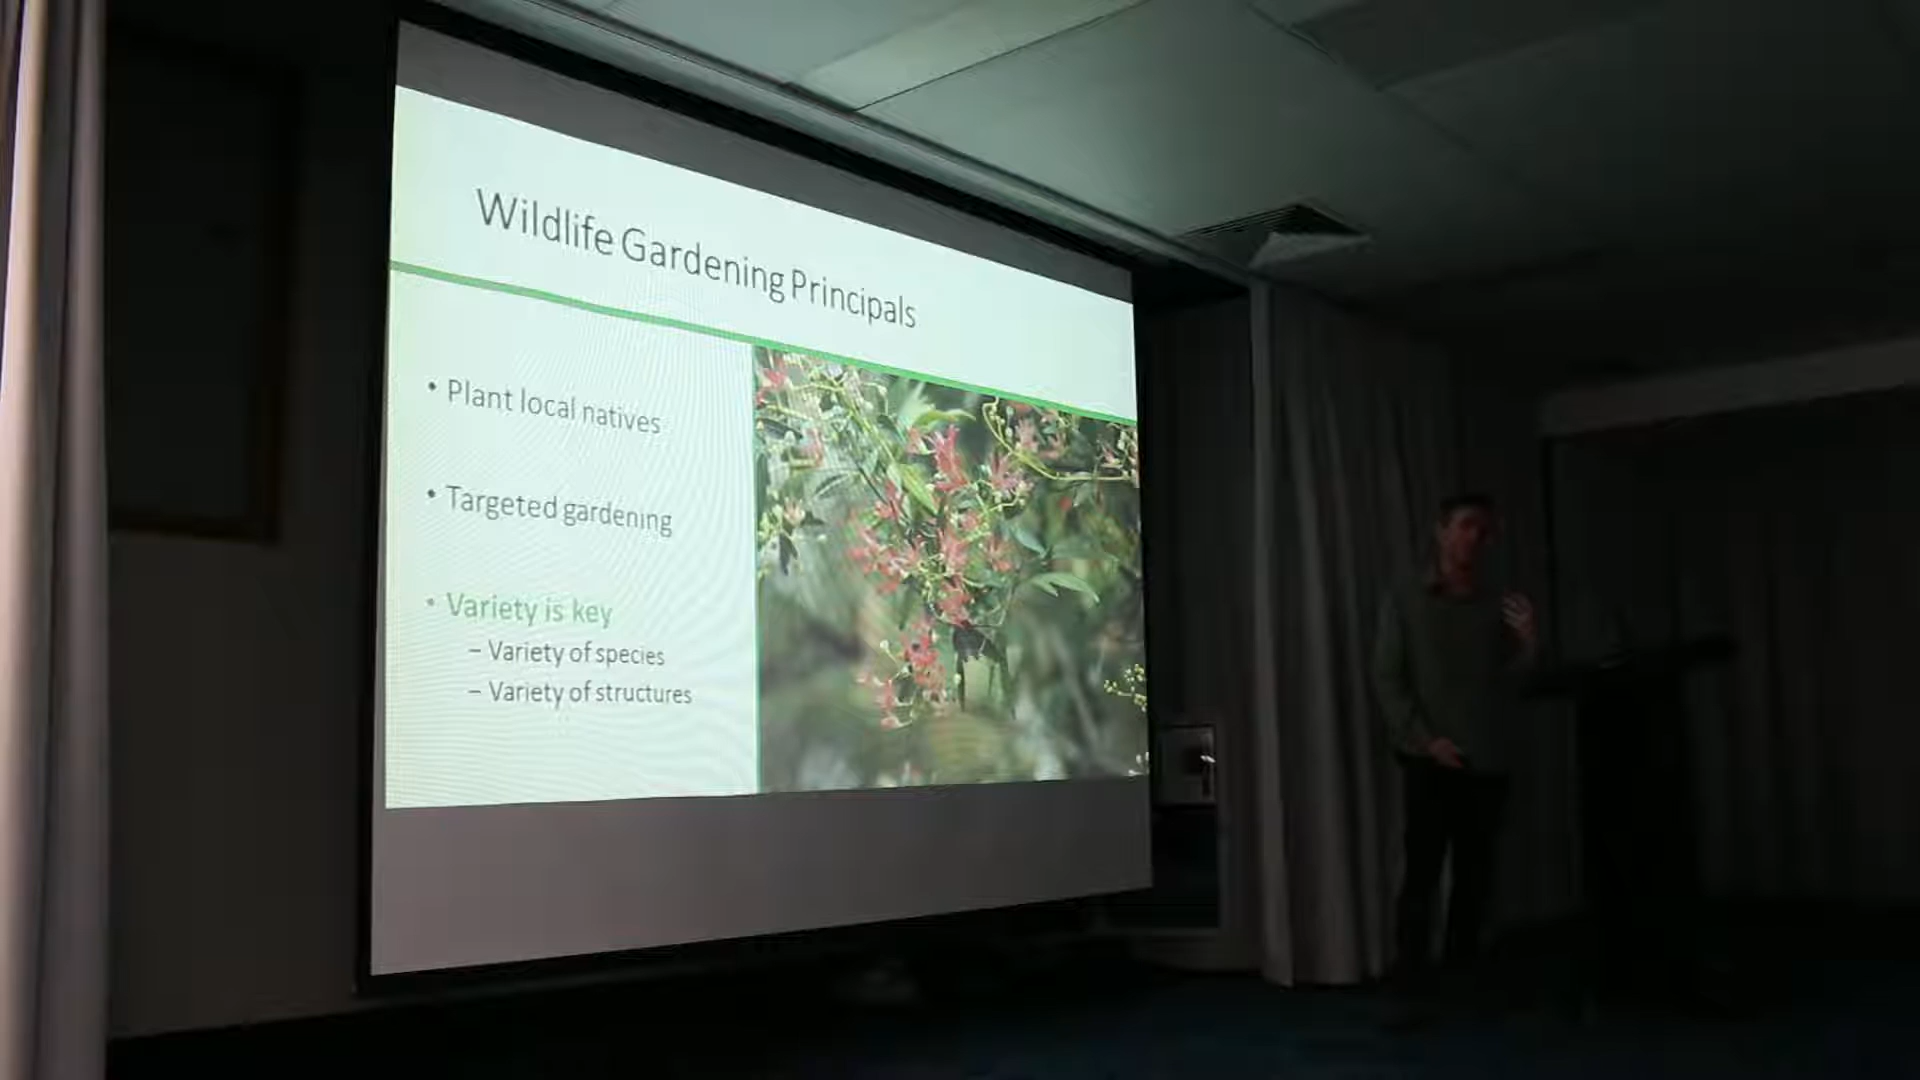 Wildlife Gardening Principals
• Plant local natives
• Targeted gardening
• Variety is key
– Variety of species
– Variety of structures